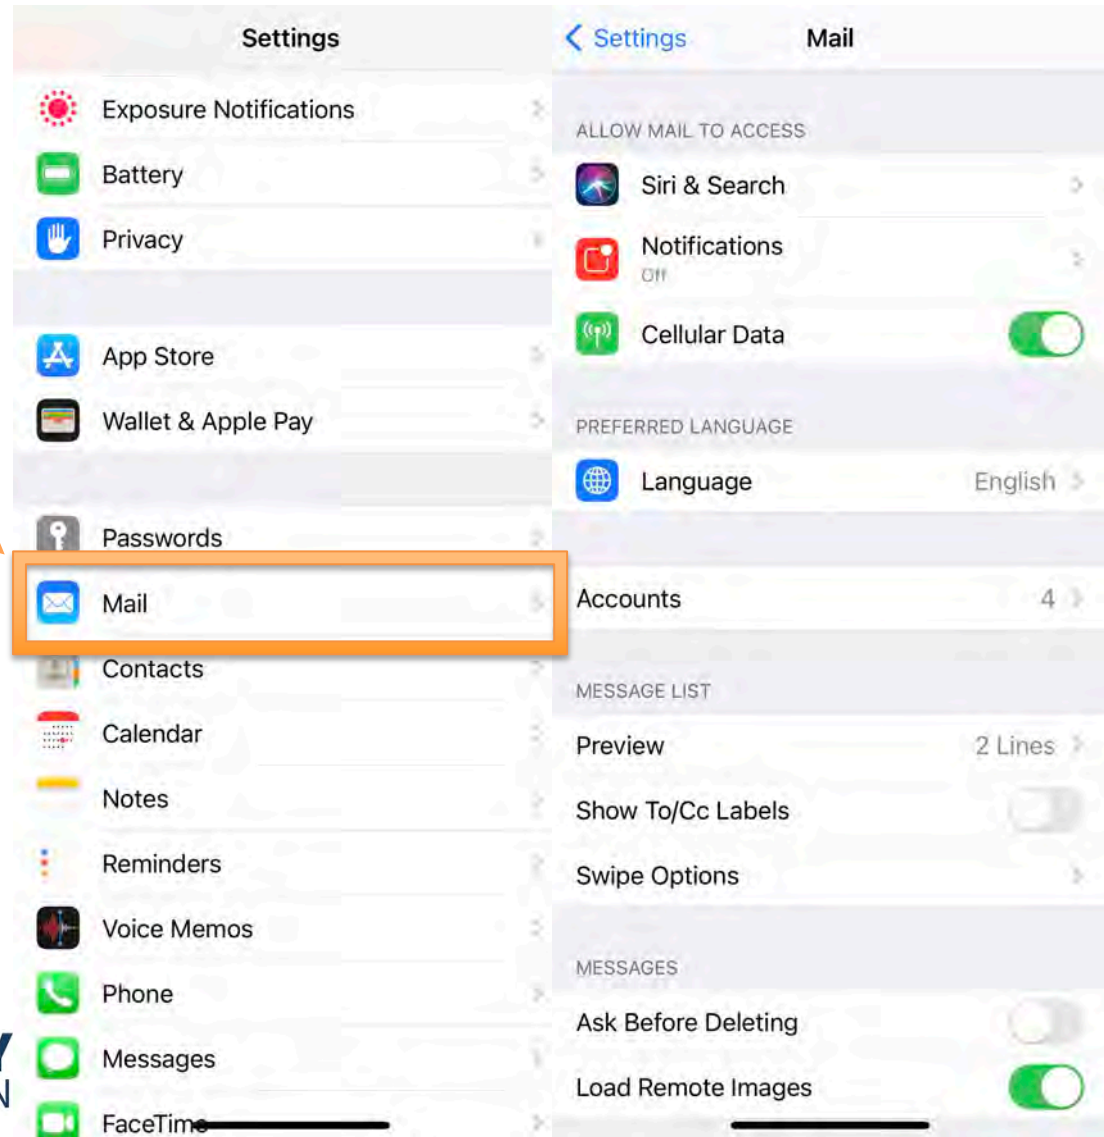 Settings
Exposure Notifications
Battery
Privacy
App Store
Wallet & Apple Pay
Passwords
Mail
Contacts
Calendar
Notes
Reminders
Voice Memos
Phone
Messages
FaceTime
Y
N
Settings
Mail
ALLOW MAIL TO ACCESS
Siri & Search
Notifications
Off
Cellular Data
PREFERRED LANGUAGE
Language English
Accounts 4
MESSAGE LIST
Preview 2 Lines
Show To/Cc Labels
Swipe Options
MESSAGES
Ask Before Deleting
Load Remote Images